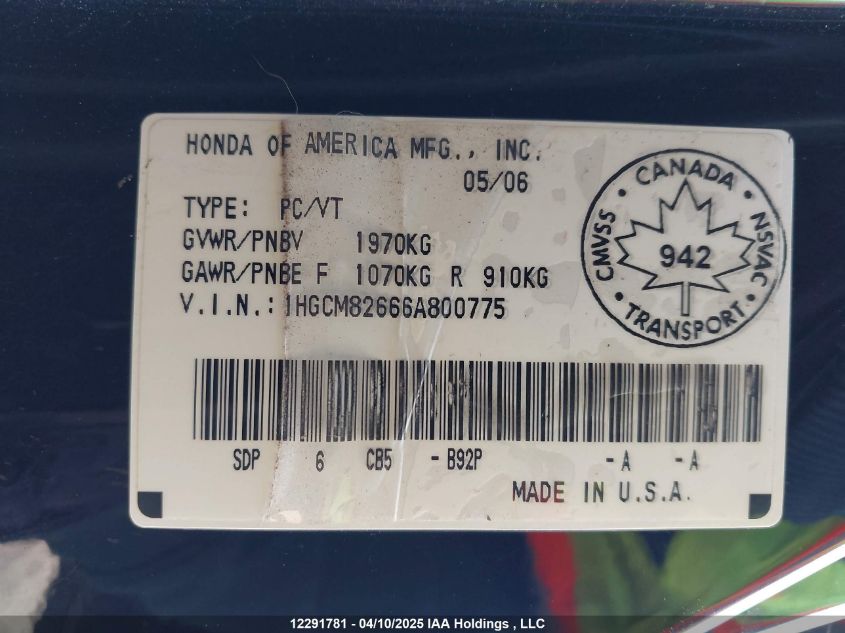 HONDA OF AMERICA MFG., INC.
05/06
TYPE: PC/VT
GVWR/PNBV 1970KG
GAWR/PNBE F 1070KG R 910KG
V.I.N.: 1HGCM82666A800775
CANADA
CMVSS
NSVAC
942
TRANSPORT
SDP 6 CB5 -B92P -A -A
MADE IN U.S.A.
12291781 - 04/10/2025 IAA Holdings , LLC